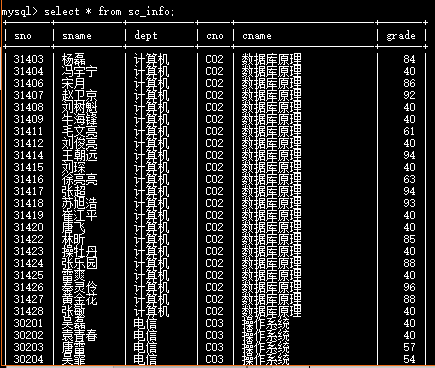 mysql> select * from sc_info;
| sno | sname | dept | cno | cname | grade |
| 31403 | 杨磊 | 计算机 | C02 | 数据库原理 | 84 |
| 31404 | 冯宇宁 | 计算机 | C02 | 数据库原理 | 40 |
| 31406 | 宋月 | 计算机 | C02 | 数据库原理 | 86 |
| 31407 | 赵卫京 | 计算机 | C02 | 数据库原理 | 92 |
| 31408 | 刘树魁 | 计算机 | C02 | 数据库原理 | 40 |
| 31409 | 牛海锋 | 计算机 | C02 | 数据库原理 | 40 |
| 31411 | 毛文亮 | 计算机 | C02 | 数据库原理 | 61 |
| 31412 | 刘俊亮 | 计算机 | C02 | 数据库原理 | 40 |
| 31414 | 王朝远 | 计算机 | C02 | 数据库原理 | 94 |
| 31415 | 刘琛 | 计算机 | C02 | 数据库原理 | 40 |
| 31416 | 徐亮亮 | 计算机 | C02 | 数据库原理 | 63 |
| 31417 | 张超 | 计算机 | C02 | 数据库原理 | 94 |
| 31418 | 苏旭浩 | 计算机 | C02 | 数据库原理 | 93 |
| 31419 | 崔江平 | 计算机 | C02 | 数据库原理 | 40 |
| 31420 | 唐飞 | 计算机 | C02 | 数据库原理 | 40 |
| 31422 | 林昕 | 计算机 | C02 | 数据库原理 | 85 |
| 31423 | 操牡丹 | 计算机 | C02 | 数据库原理 | 40 |
| 31424 | 张乐园 | 计算机 | C02 | 数据库原理 | 88 |
| 31425 | 雷爽 | 计算机 | C02 | 数据库原理 | 40 |
| 31426 | 秦灵伶 | 计算机 | C02 | 数据库原理 | 96 |
| 31427 | 黄金花 | 计算机 | C02 | 数据库原理 | 88 |
| 31428 | 张敏 | 计算机 | C02 | 数据库原理 | 40 |
| 30201 | 吴磊 | 电信 | C03 | 操作系统 | 40 |
| 30202 | 袁青春 | 电信 | C03 | 操作系统 | 40 |
| 30203 | 唐雷 | 电信 | C03 | 操作系统 | 57 |
| 30204 | 吴霏 | 电信 | C03 | 操作系统 | 54 |